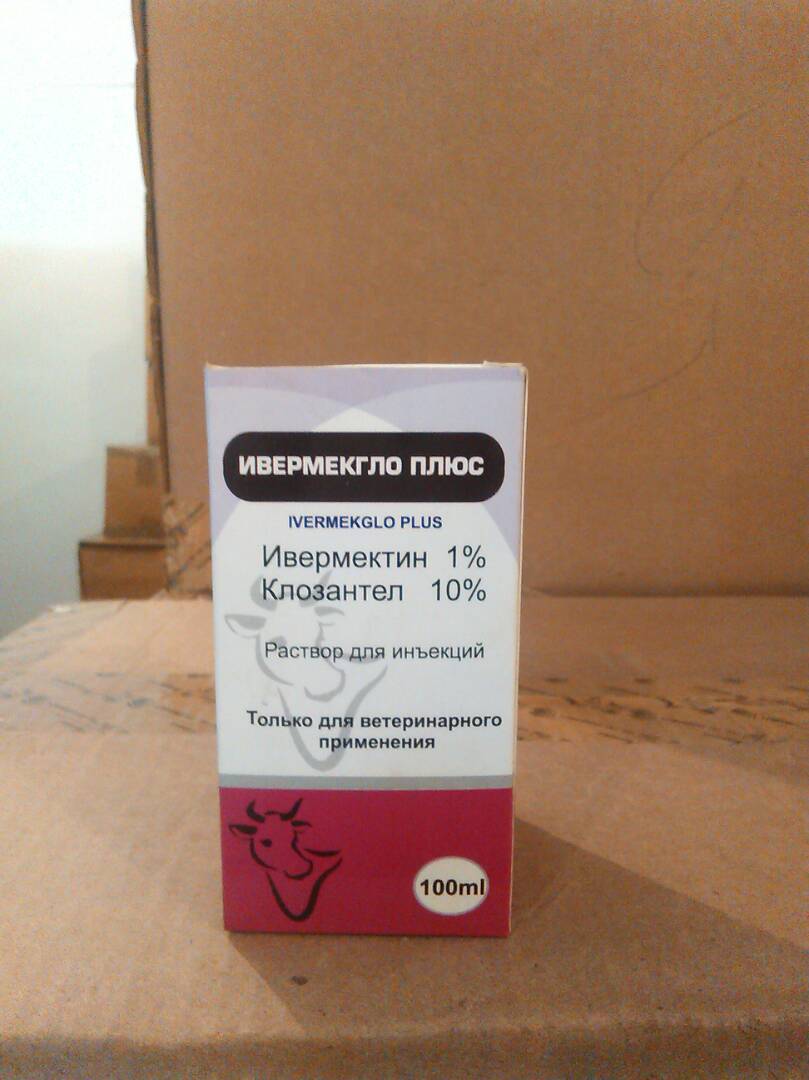 ИВЕРМЕКГЛО ПЛЮС
IVERMEKGLO PLUS
Ивермектин 1%
Клозантел 10%
Раствор для инъекций
Только для ветеринарного
применения
100ml